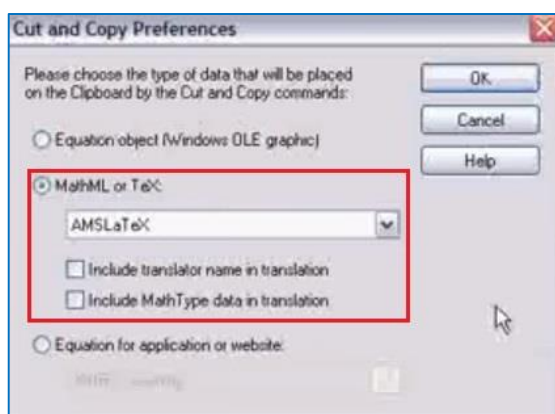 Cut and Copy Preferences
Please choose the type of data that will be placed
on the Clipboard by the Cut and Copy commands:
OK
Cancel
Help
Equation object (Windows OLE graphic)
MathML or TeX:
AMSLaTeX
Include translator name in translation
Include MathType data in translation
Equation for application or website: